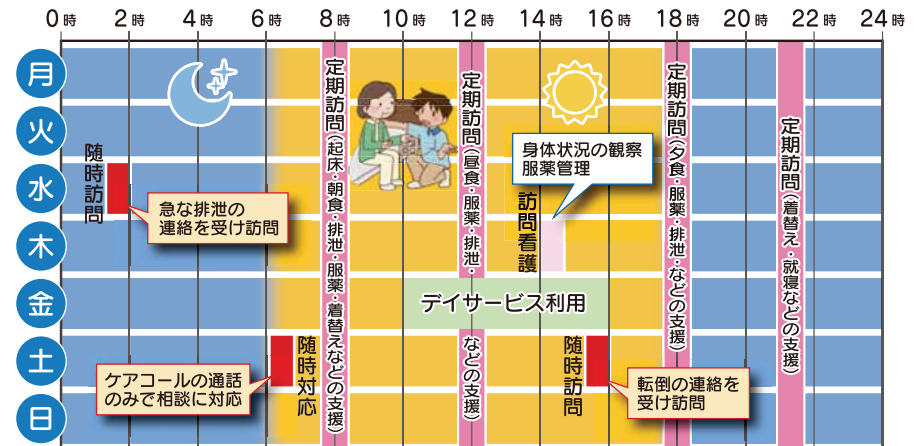 0時 2時 4時 6時 8時 10時 12時 14時 16時 18時 20時 22時 24時
月
火
水
木
金
土
日
随時訪問
急な排泄の
連絡を受け訪問
ケアコールの通話
のみで相談に対応
随時対応
定期訪問(起床・朝食・排泄・服薬・着替えなどの支援)
定期訪問(昼食・服薬・排泄・などの支援)
身体状況の観察
服薬管理
訪問看護
デイサービス利用
随時訪問
転倒の連絡を
受け訪問
定期訪問(夕食・服薬・排泄・などの支援)
定期訪問(着替え・就寝などの支援)